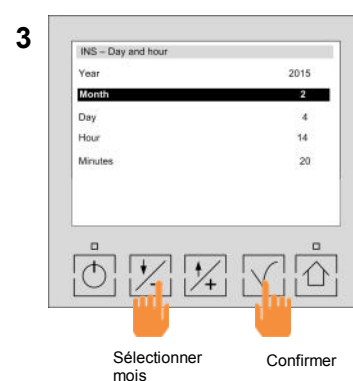 3
INS – Day and hour
Year 2015
Month 2
Day 4
Hour 14
Minutes 20
Sélectionner
mois
Confirmer